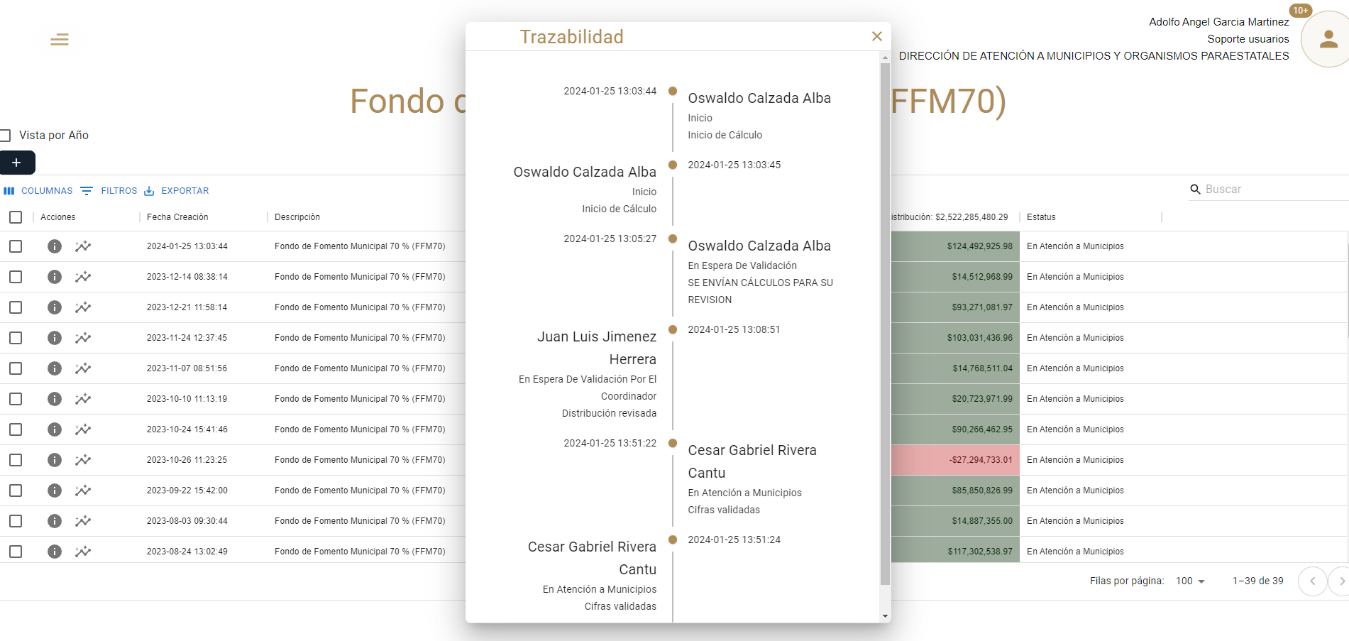 10+
Adolfo Angel Garcia Martinez
Soporte usuarios
DIRECCIÓN DE ATENCIÓN A MUNICIPIOS Y ORGANISMOS PARAESTATALES
Fondo d
FFM70)
Vista por Año
+
COLUMNAS FILTROS EXPORTAR
Buscar
Acciones Fecha Creación Descripción istribución: $2,522,285,480.29 Estatus
2024-01-25 13:03:44 Fondo de Fomento Municipal 70 % (FFM70) $124,492,925.98 En Atención a Municipios
2023-12-14 08:38:14 Fondo de Fomento Municipal 70 % (FFM70) $14,512,968.99 En Atención a Municipios
2023-12-21 11:58:14 Fondo de Fomento Municipal 70 % (FFM70) $93,271,081.97 En Atención a Municipios
2023-11-24 12:37:45 Fondo de Fomento Municipal 70 % (FFM70) $103,031,436.96 En Atención a Municipios
2023-11-07 08:51:56 Fondo de Fomento Municipal 70 % (FFM70) $14,768,511.04 En Atención a Municipios
2023-10-10 11:13:19 Fondo de Fomento Municipal 70 % (FFM70) $20,723,971.99 En Atención a Municipios
2023-10-24 15:41:46 Fondo de Fomento Municipal 70 % (FFM70) $90,266,462.95 En Atención a Municipios
2023-10-26 11:23:25 Fondo de Fomento Municipal 70 % (FFM70) -$27,294,733.01 En Atención a Municipios
2023-09-22 15:42:00 Fondo de Fomento Municipal 70 % (FFM70) $85,850,826.99 En Atención a Municipios
2023-08-03 09:30:44 Fondo de Fomento Municipal 70 % (FFM70) $14,887,355.00 En Atención a Municipios
2023-08-24 13:02:49 Fondo de Fomento Municipal 70 % (FFM70) $117,302,538.97 En Atención a Municipios
Filas por página: 100 1–39 de 39
Trazabilidad
2024-01-25 13:03:44
Oswaldo Calzada Alba
Inicio
Inicio de Cálculo
2024-01-25 13:03:45
Oswaldo Calzada Alba
Inicio
Inicio de Cálculo
2024-01-25 13:05:27
Oswaldo Calzada Alba
En Espera De Validación
SE ENVÍAN CÁLCULOS PARA SU
REVISION
2024-01-25 13:08:51
Juan Luis Jimenez
Herrera
En Espera De Validación Por El
Coordinador
Distribución revisada
2024-01-25 13:51:22
Cesar Gabriel Rivera
Cantu
En Atención a Municipios
Cifras validadas
2024-01-25 13:51:24
Cesar Gabriel Rivera
Cantu
En Atención a Municipios
Cifras validadas